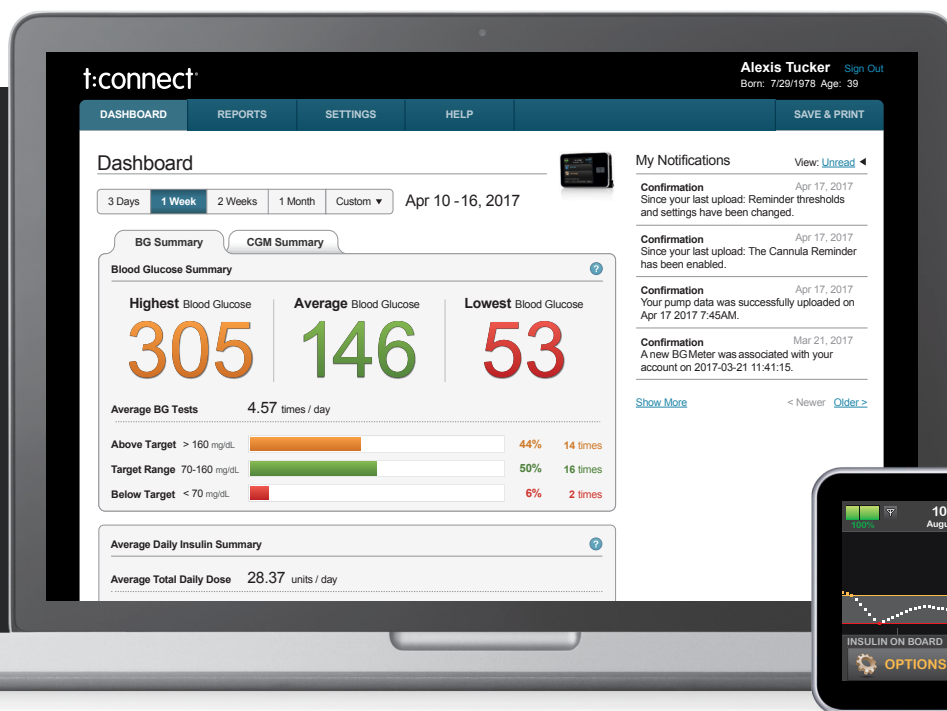 t:connect
Alexis Tucker Sign Out
Born: 7/29/1978 Age: 39
DASHBOARD REPORTS SETTINGS HELP SAVE & PRINT
Dashboard
3 Days 1 Week 2 Weeks 1 Month Custom ▼ Apr 10 -16, 2017
BG Summary CGM Summary
Blood Glucose Summary ?
Highest Blood Glucose Average Blood Glucose Lowest Blood Glucose
305 146 53
Average BG Tests 4.57 times / day
Above Target > 160 mg/dL 44% 14 times
Target Range 70-160 mg/dL 50% 16 times
Below Target < 70 mg/dL 6% 2 times
Average Daily Insulin Summary ?
Average Total Daily Dose 28.37 units / day
My Notifications View: Unread ◀
Confirmation Apr 17, 2017
Since your last upload: Reminder thresholds
and settings have been changed.
Confirmation Apr 17, 2017
Since your last upload: The Cannula Reminder
has been enabled.
Confirmation Apr 17, 2017
Your pump data was successfully uploaded on
Apr 17 2017 7:45AM.
Confirmation Mar 21, 2017
A new BG Meter was associated with your
account on 2017-03-21 11:41:15.
Show More < Newer Older >
100%
10
Augu
INSULIN ON BOARD
OPTIONS